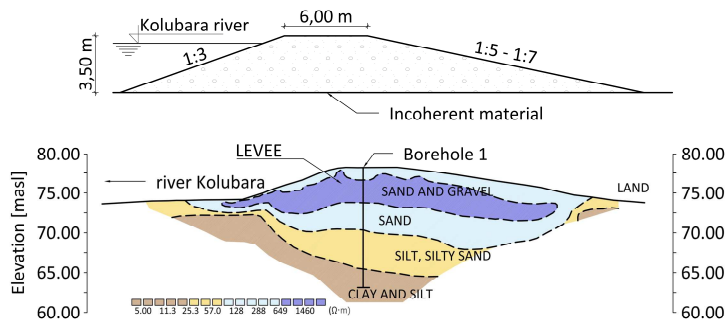 6,00 m
Kolubara river
3,50 m
1:3
1:5 - 1:7
Incoherent material
LEVEE
Borehole 1
80.00
75.00
70.00
65.00
60.00
Elevation [masl]
river Kolubara
LAND
SAND AND GRAVEL
SAND
SILT, SILTY SAND
CLAY AND SILT
80.00
75.00
70.00
65.00
60.00
5.00 11.3 25.3 57.0 128 288 649 1460 (Ω·m)